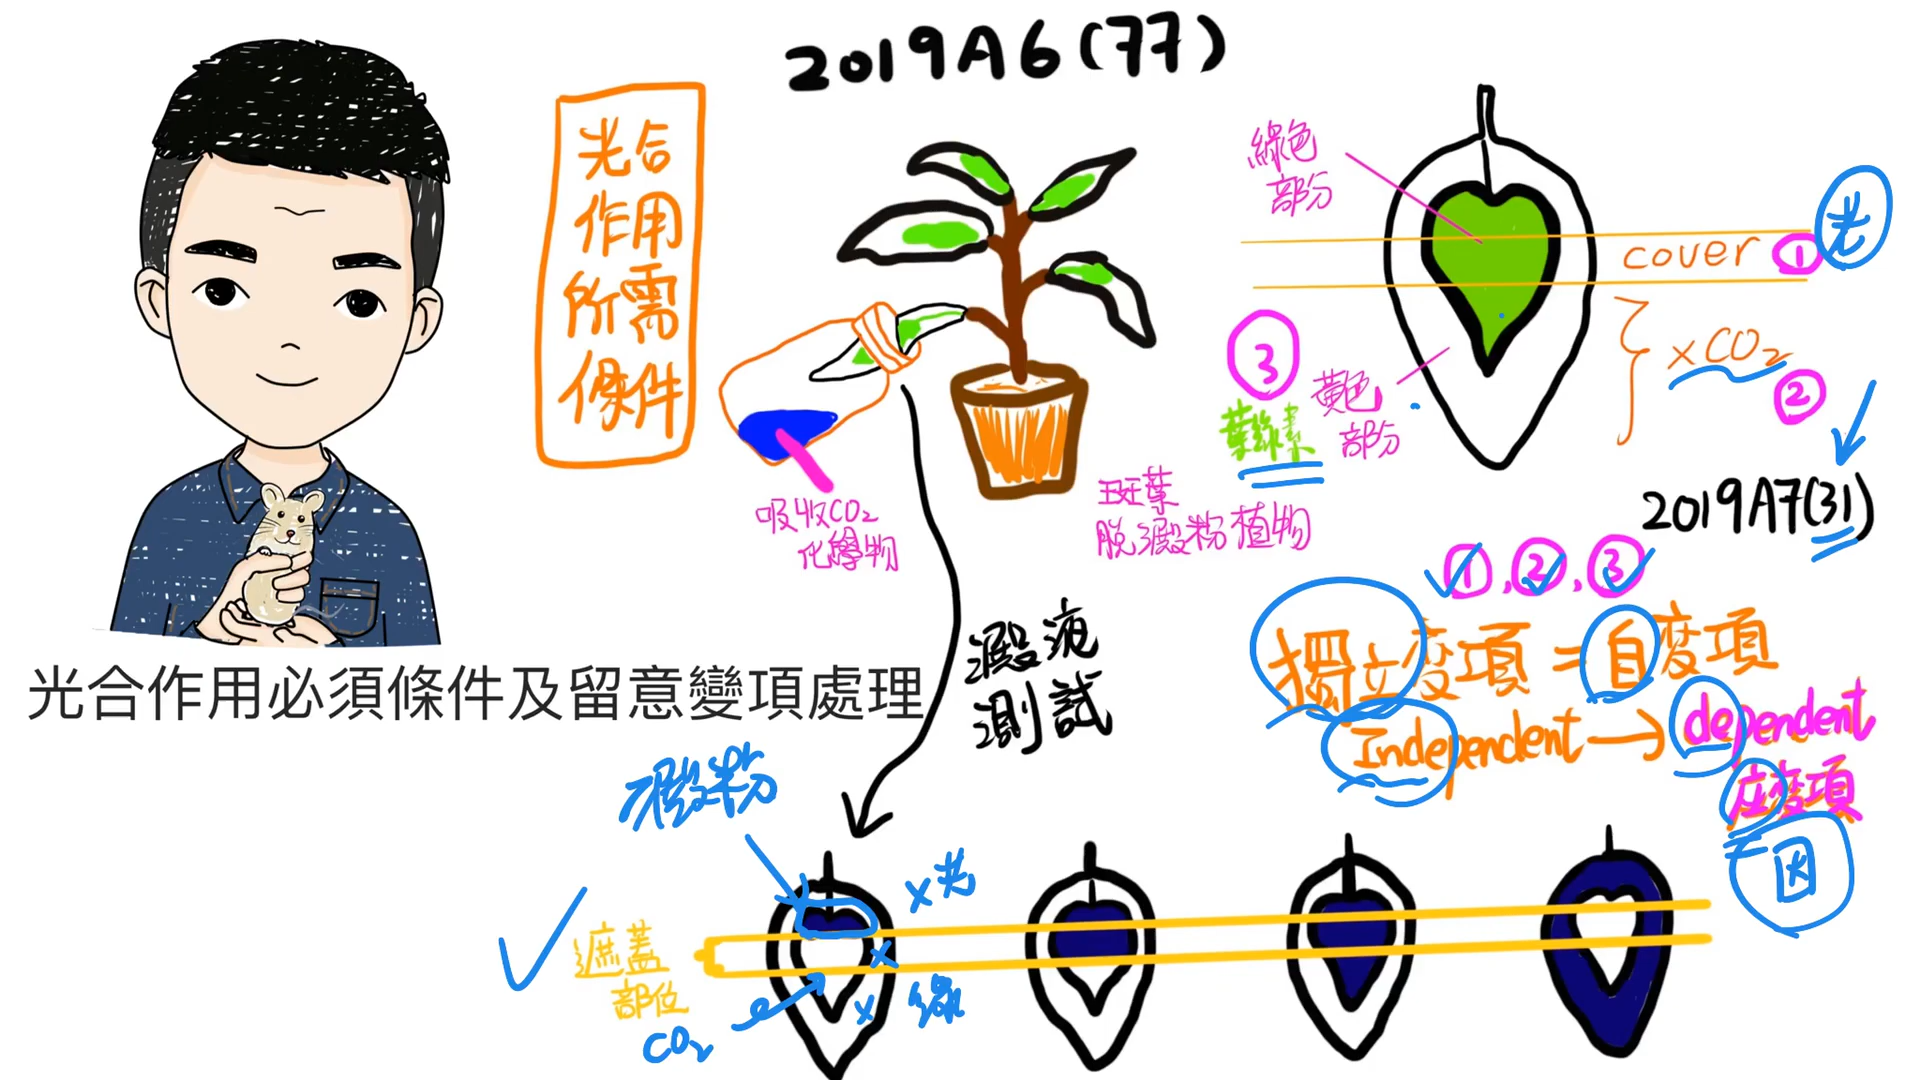 2019A6(77)
光合
作用
所需
條件
綠色
部分
cover ①
光
xCO₂
②
③
葉綠素
黃色
部分
吸收CO₂
化學物
斑葉
脫澱粉植物
2019A7(31)
①,②,③
獨立變項 = 自變項
Independent → dependent
應變項
= 因
澱液
測試
光合作用必須條件及留意變項處理
澱粉
x光
遮蓋
部位
x
x 綠
CO₂